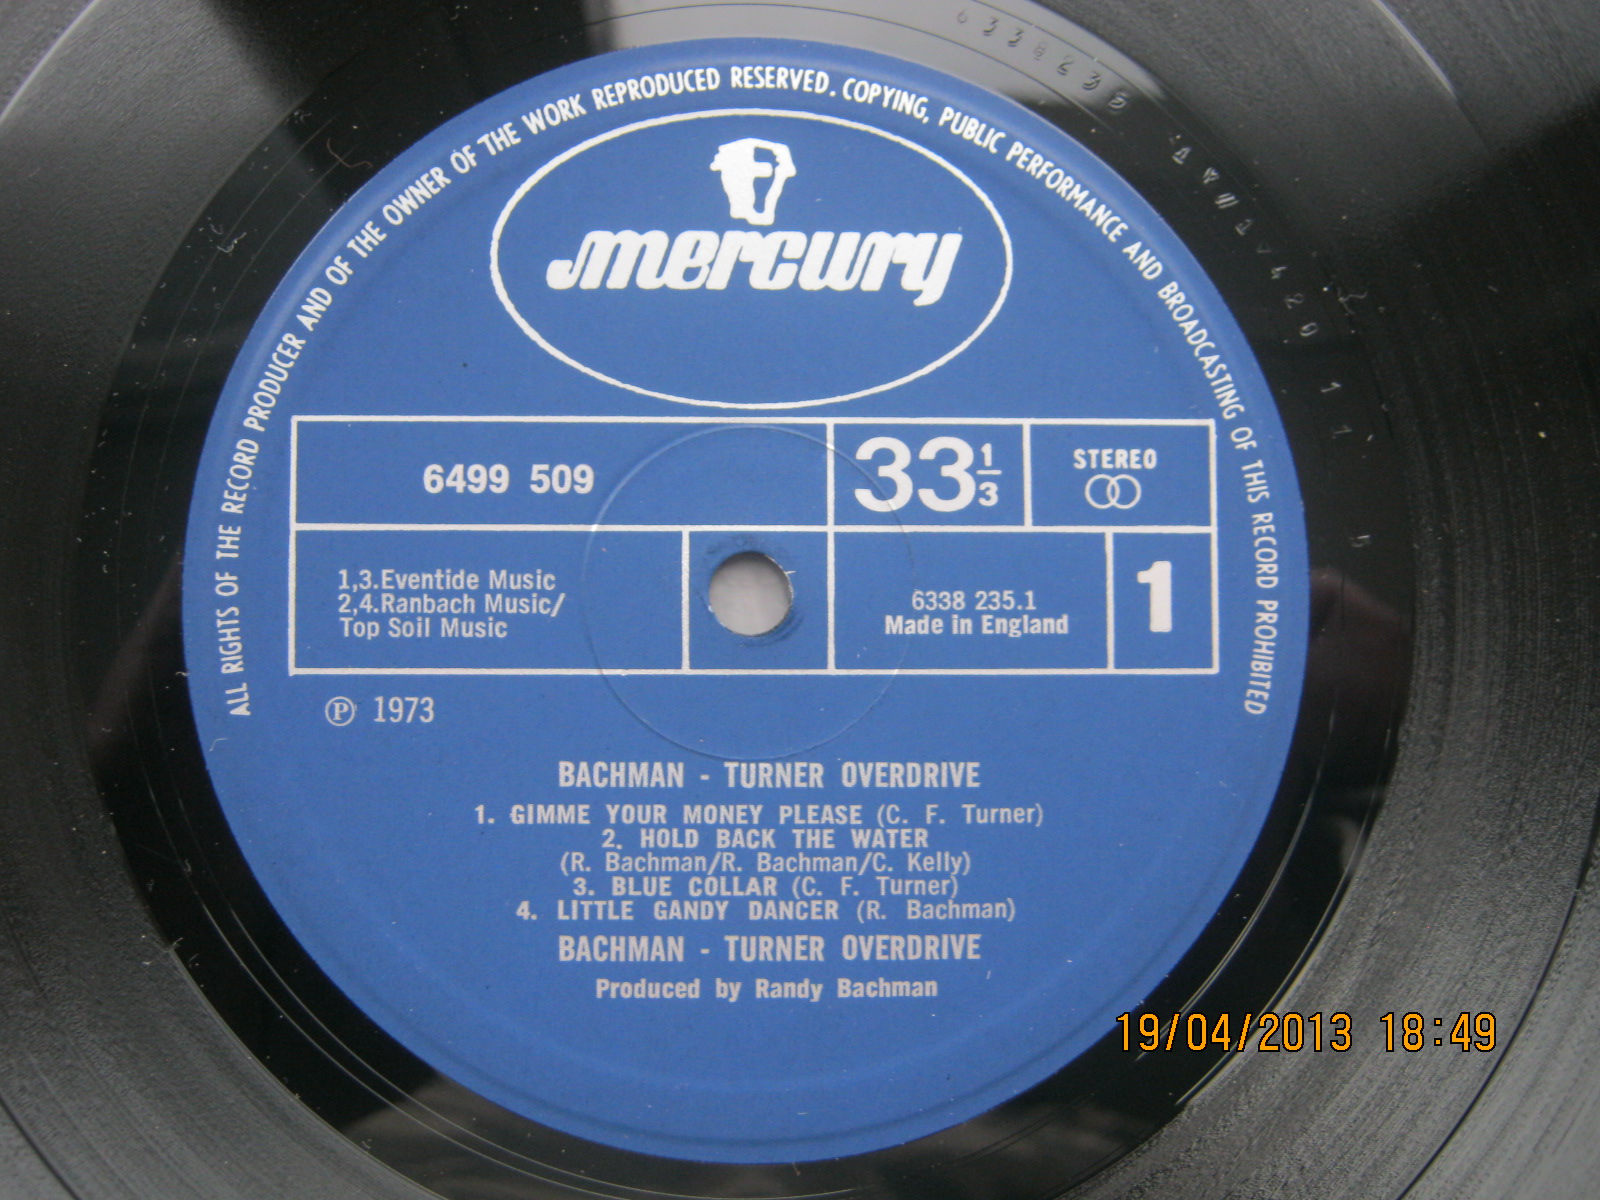 ALL RIGHTS OF THE RECORD PRODUCER AND OF THE OWNER OF THE WORK REPRODUCED RESERVED. COPYING, PUBLIC PERFORMANCE AND BROADCASTING OF THIS RECORD PROHIBITED
mercury
6499 509
33 1/3
STEREO
1,3.Eventide Music
2,4.Ranbach Music/
Top Soil Music
6338 235.1
Made in England
1
Ⓟ 1973
BACHMAN - TURNER OVERDRIVE
1. GIMME YOUR MONEY PLEASE (C. F. Turner)
2. HOLD BACK THE WATER
(R. Bachman/R. Bachman/C. Kelly)
3. BLUE COLLAR (C. F. Turner)
4. LITTLE GANDY DANCER (R. Bachman)
BACHMAN - TURNER OVERDRIVE
Produced by Randy Bachman
19/04/2013 18:49